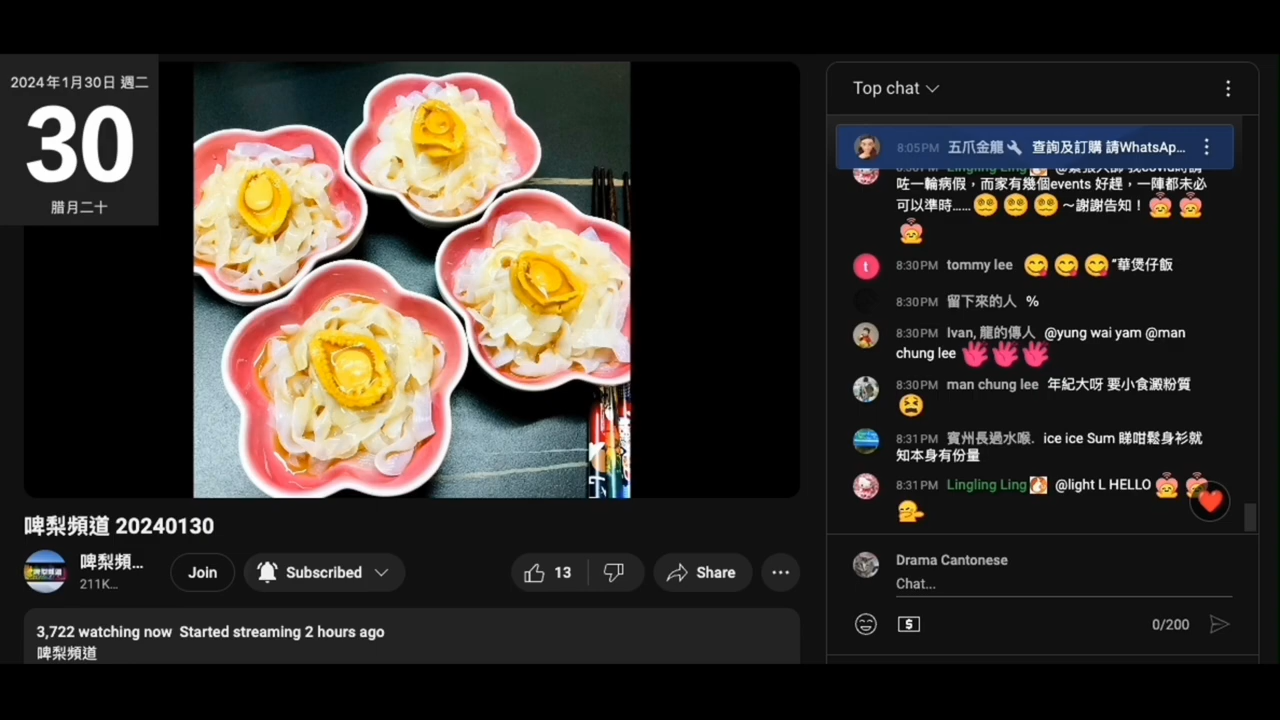 2024年1月30日 週二
30
腊月二十
啤梨頻道 20240130
啤梨頻...
211K...
Join
Subscribed
13
Share
3,722 watching now Started streaming 2 hours ago
啤梨頻道
Top chat
8:05PM 五爪金龍 查詢及訂購 請WhatsAp...
咗一輪病假，而家有幾個events 好趕，一陣都未必
可以準時...... ～謝謝告知！
8:30PM tommy lee “華煲仔飯
8:30PM 留下來的人 %
8:30PM Ivan, 龍的傳人 @yung wai yam @man
chung lee
8:30PM man chung lee 年紀大呀 要小食澱粉質
8:31PM 賓州長過水喉. ice ice Sum 睇咁鬆身衫就
知本身有份量
8:31PM Lingling Ling @light L HELLO
Drama Cantonese
Chat...
0/200